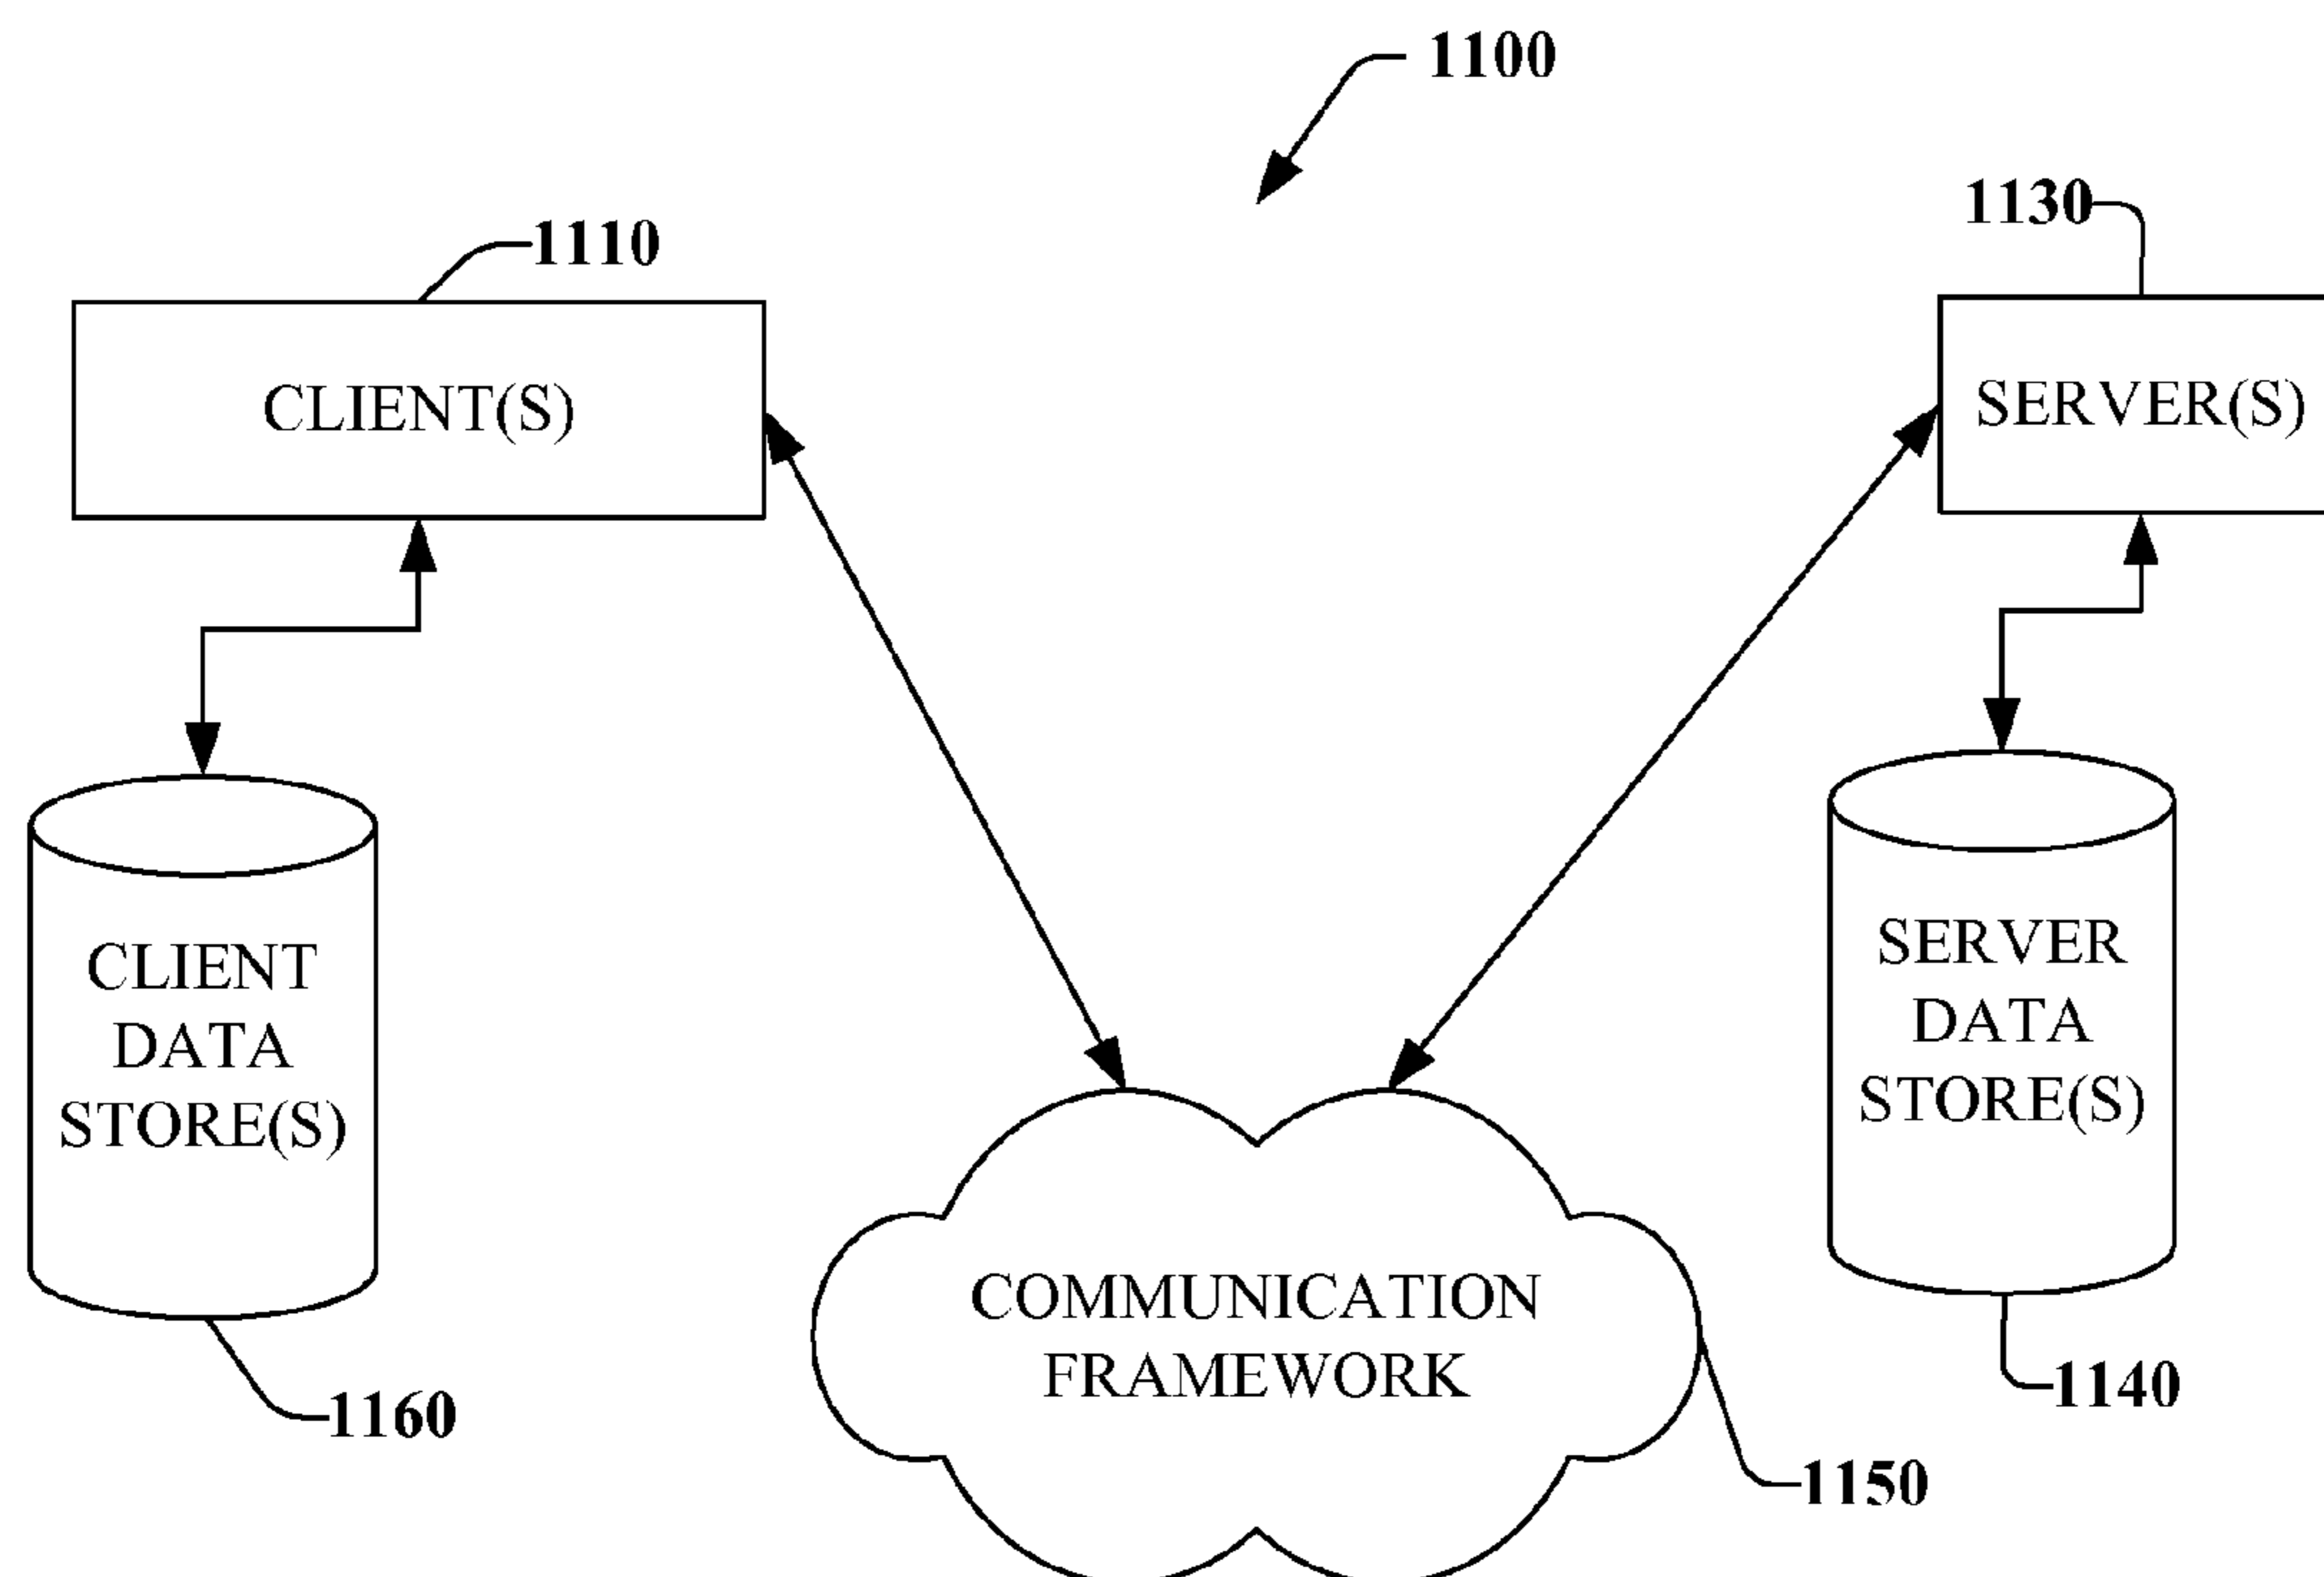 1100
1110
1130
CLIENT(S)
SERVER(S)
CLIENT
DATA
STORE(S)
SERVER
DATA
STORE(S)
COMMUNICATION
FRAMEWORK
1160
1140
1150